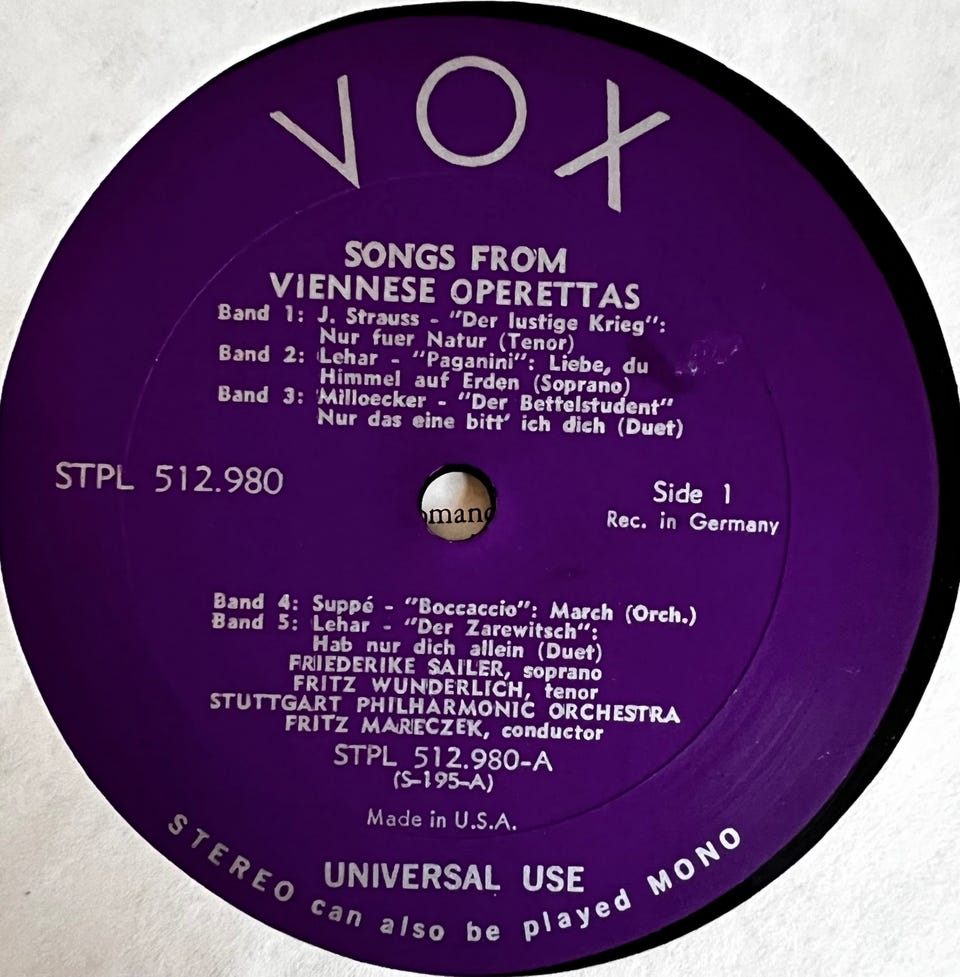 VOX
SONGS FROM
VIENNESE OPERETTAS
Band 1: J. Strauss - "Der lustige Krieg":
Nur fuer Natur (Tenor)
Band 2: Lehar - "Paganini": Liebe, du
Himmel auf Erden (Soprano)
Band 3: Milloecker - "Der Bettelstudent"
Nur das eine bitt' ich dich (Duet)
STPL 512.980
Side 1
Rec. in Germany
Band 4: Suppé - "Boccaccio": March (Orch.)
Band 5: Lehar - "Der Zarewitsch":
Hab nur dich allein (Duet)
FRIEDERIKE SAILER, soprano
FRITZ WUNDERLICH, tenor
STUTTGART PHILHARMONIC ORCHESTRA
FRITZ MARECZEK, conductor
STPL 512.980-A
(S-195-A)
Made in U.S.A.
UNIVERSAL USE
STEREO can also be played MONO